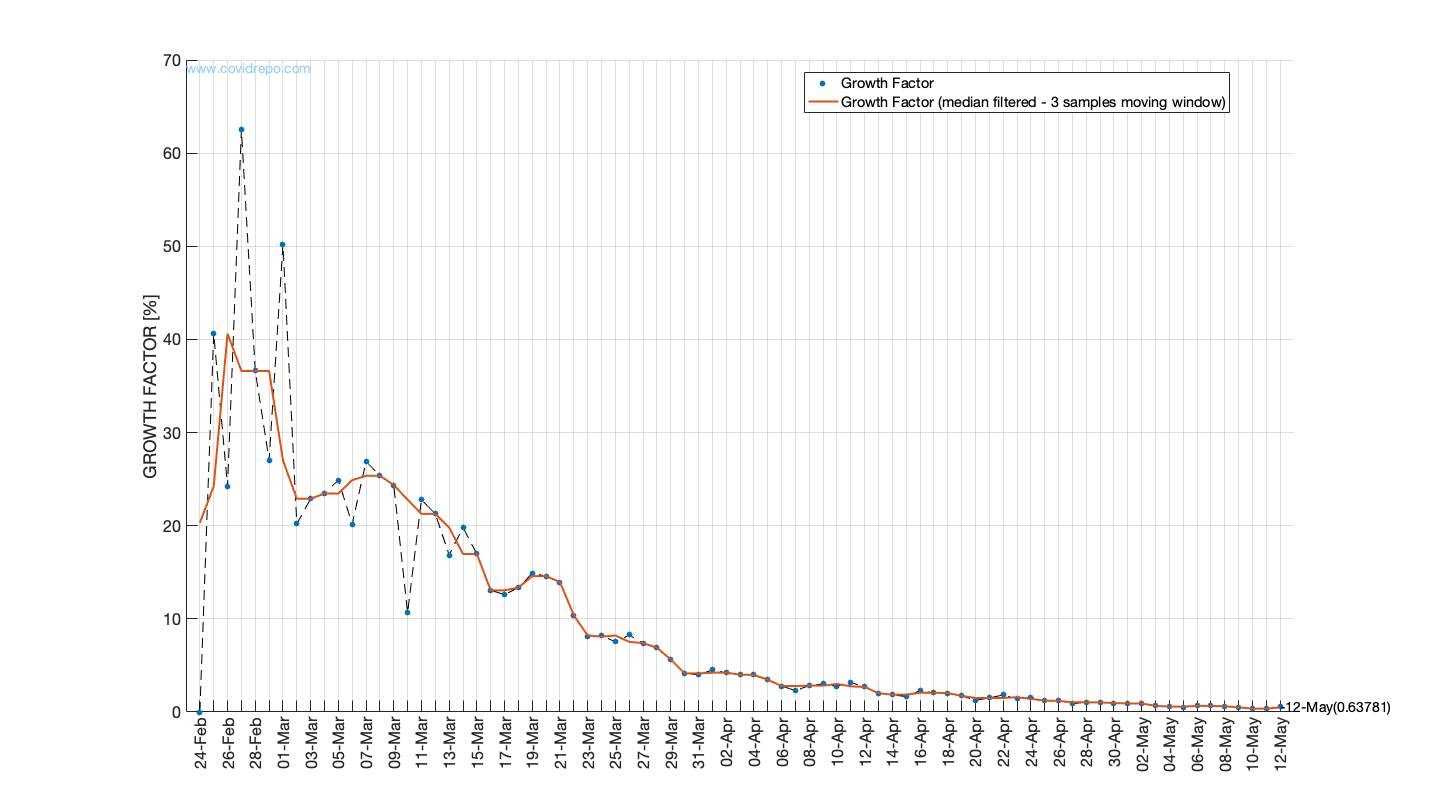 70
www.covidrepo.com
Growth Factor
Growth Factor (median filtered - 3 samples moving window)
60
50
40
30
20
10
0
GROWTH FACTOR [%]
12-May(0.63781)
24-Feb
26-Feb
28-Feb
01-Mar
03-Mar
05-Mar
07-Mar
09-Mar
11-Mar
13-Mar
15-Mar
17-Mar
19-Mar
21-Mar
23-Mar
25-Mar
27-Mar
29-Mar
31-Mar
02-Apr
04-Apr
06-Apr
08-Apr
10-Apr
12-Apr
14-Apr
16-Apr
18-Apr
20-Apr
22-Apr
24-Apr
26-Apr
28-Apr
30-Apr
02-May
04-May
06-May
08-May
10-May
12-May